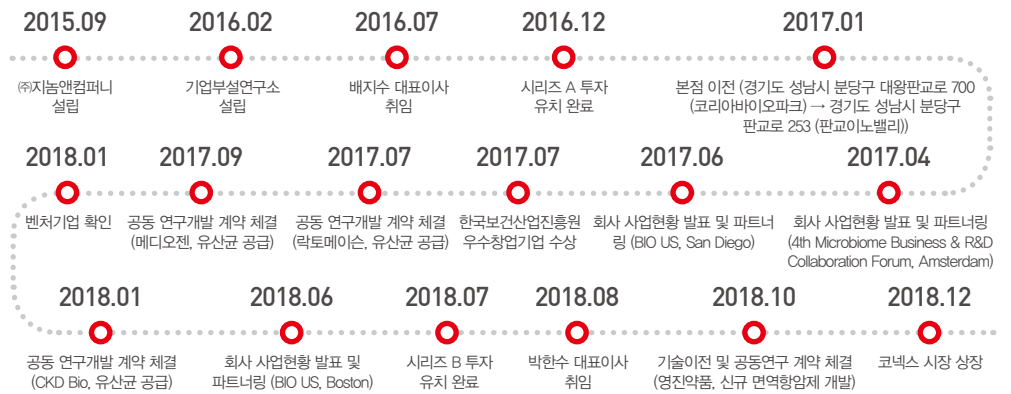 2015.09
㈜지놈앤컴퍼니
설립
2016.02
기업부설연구소
설립
2016.07
배지수 대표이사
취임
2016.12
시리즈 A 투자
유치 완료
2017.01
본점 이전 (경기도 성남시 분당구 대왕판교로 700
(코리아바이오파크) → 경기도 성남시 분당구
판교로 253 (판교이노밸리))
2017.04
회사 사업현황 발표 및 파트너링
(4th Microbiome Business & R&D
Collaboration Forum, Amsterdam)
2017.06
회사 사업현황 발표 및 파트너
링 (BIO US, San Diego)
2017.07
한국보건산업진흥원
우수창업기업 수상
2017.07
공동 연구개발 계약 체결
(락토메이슨, 유산균 공급)
2017.09
공동 연구개발 계약 체결
(메디오젠, 유산균 공급)
2018.01
벤처기업 확인
2018.01
공동 연구개발 계약 체결
(CKD Bio, 유산균 공급)
2018.06
회사 사업현황 발표 및
파트너링 (BIO US, Boston)
2018.07
시리즈 B 투자
유치 완료
2018.08
박한수 대표이사
취임
2018.10
기술이전 및 공동연구 계약 체결
(영진약품, 신규 면역항암제 개발)
2018.12
코넥스 시장 상장